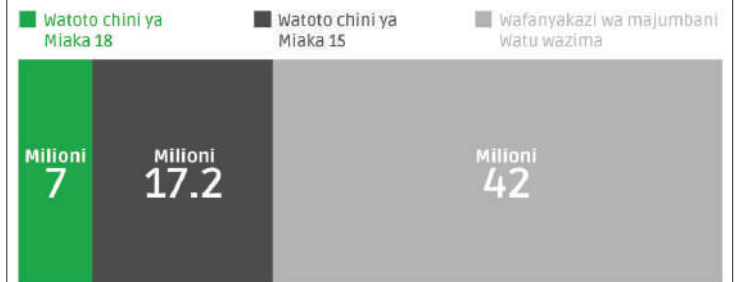 Watoto chini ya
Miaka 18
Watoto chini ya
Miaka 15
Wafanyakazi wa majumbani
Watu wazima
Milioni
7
Milioni
17.2
Milioni
42